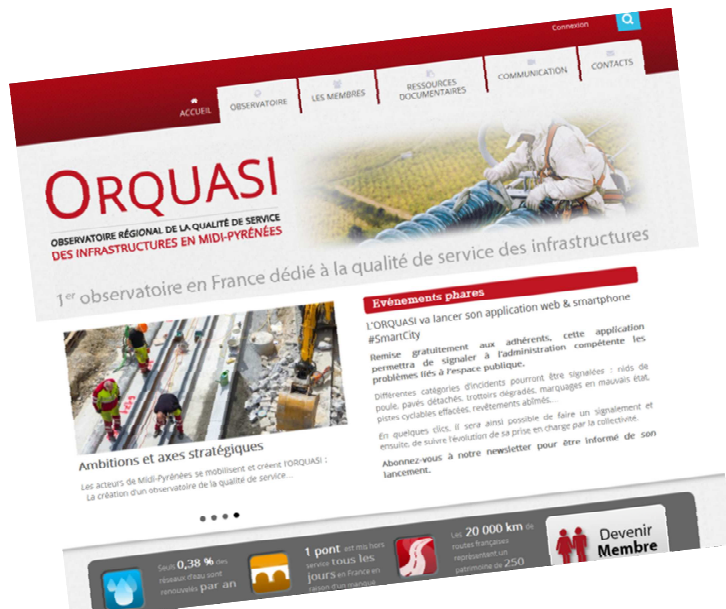 Connexion
ACCUEIL
OBSERVATOIRE
LES MEMBRES
RESSOURCES
DOCUMENTAIRES
COMMUNICATION
CONTACTS
ORQUASI
OBSERVATOIRE RÉGIONAL DE LA QUALITÉ DE SERVICE
DES INFRASTRUCTURES EN MIDI-PYRÉNÉES
1er observatoire en France dédié à la qualité de service des infrastructures
Ambitions et axes stratégiques
Les acteurs de Midi-Pyrénées se mobilisent et créent l'ORQUASI :
La création d'un observatoire de la qualité de service...
Evénements phares
L'ORQUASI va lancer son application web & smartphone
#SmartCity
Remise gratuitement aux adhérents, cette application
permettra de signaler à l'administration compétente les
problèmes liés à l'espace publique.
Différentes catégories d'incidents pourront être signalées : nids de
poule, pavés détachés, trottoirs dégradés, marquages en mauvais état,
pistes cyclables effacées, revêtements abîmés...
En quelques clics, il sera ainsi possible de faire un signalement et
ensuite, de suivre l'évolution de sa prise en charge par la collectivité.
Abonnez-vous à notre newsletter pour être informé de son
lancement.
Seuls 0,38 % des
réseaux d'eau sont
renouvelés par an
1 pont est mis hors
service tous les
jours en France en
raison d'un manque
Les 20 000 km de
routes françaises
représentent un
patrimoine de 250
Devenir
Membre